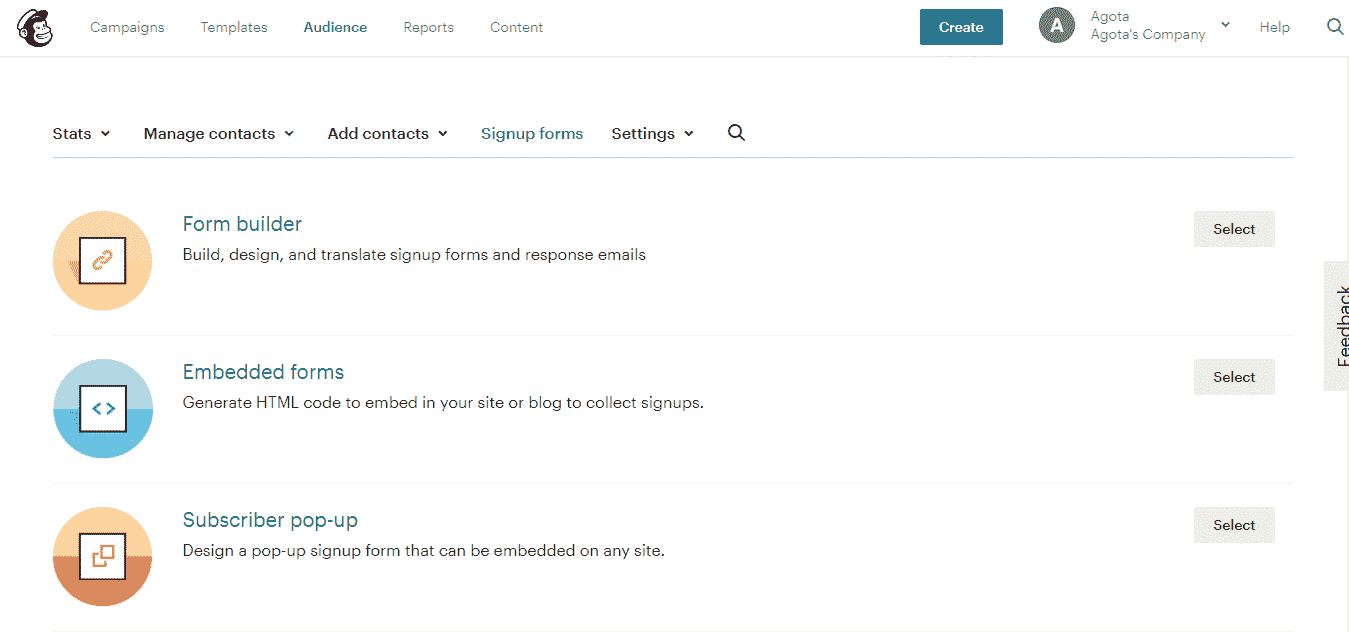 Campaigns Templates Audience Reports Content Create Agota Help
Agota's Company
A
Stats Manage contacts Add contacts Signup forms Settings
Form builder Select
Build, design, and translate signup forms and response emails
Feedback
Embedded forms Select
Generate HTML code to embed in your site or blog to collect signups.
Subscriber pop-up Select
Design a pop-up signup form that can be embedded on any site.